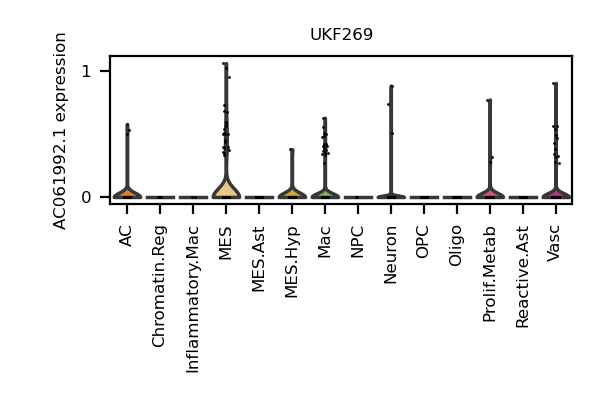 UKF269
AC061992.1 expression
1
0
AC
Chromatin.Reg
Inflammatory.Mac
MES
MES.Ast
MES.Hyp
Mac
NPC
Neuron
OPC
Oligo
Prolif.Metab
Reactive.Ast
Vasc